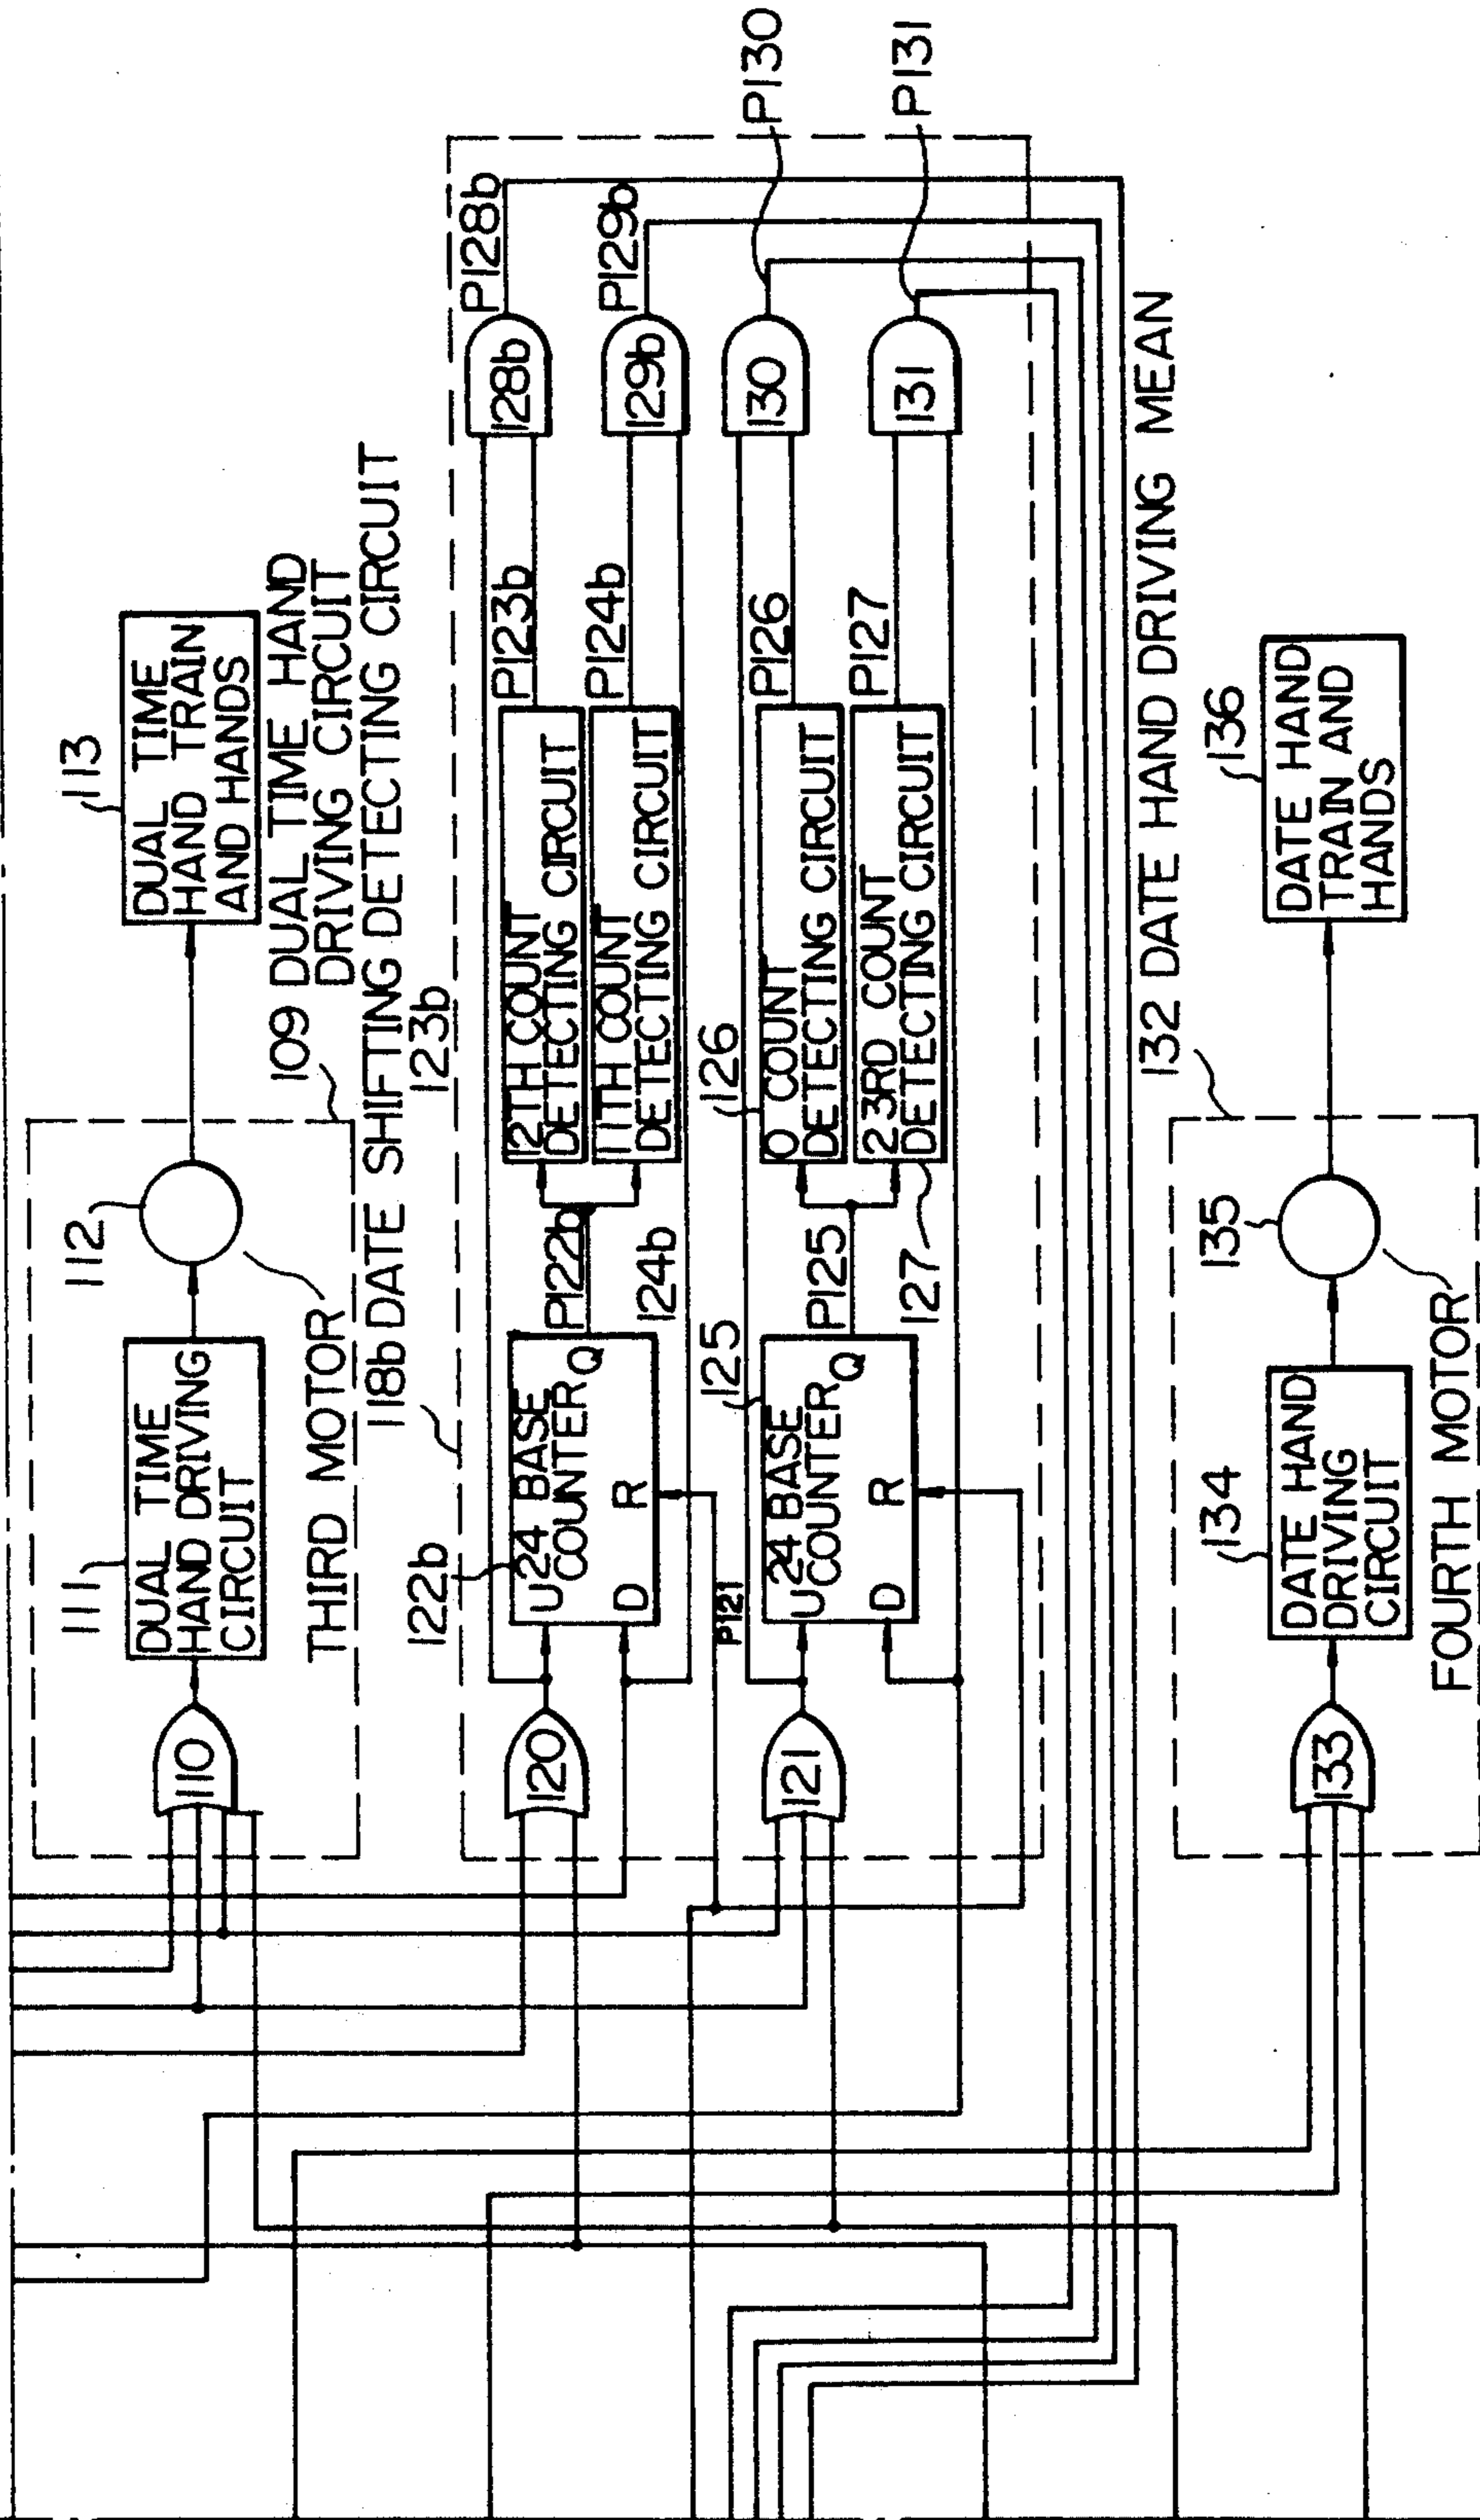 113
DUAL TIME
HAND TRAIN
AND HANDS
109 DUAL TIME HAND
DRIVING CIRCUIT
112
111
DUAL TIME
HAND DRIVING
CIRCUIT
110
THIRD MOTOR
118b DATE SHIFTING DETECTING CIRCUIT
123b
122b
120
U 24 BASE
COUNTER Q
D R
P122b
124b
12TH COUNT
DETECTING CIRCUIT
11TH COUNT
DETECTING CIRCUIT
P123b
P124b
128b
P128b
129b
P129b
P121
121
125
U 24 BASE
COUNTER Q
D R
P125
126
127
0 COUNT
DETECTING CIRCUIT
23RD COUNT
DETECTING CIRCUIT
P126
P127
130
P130
131
P131
132 DATE HAND DRIVING MEAN
133
134
DATE HAND
DRIVING
CIRCUIT
135
136
DATE HAND
TRAIN AND
HANDS
FOURTH MOTOR